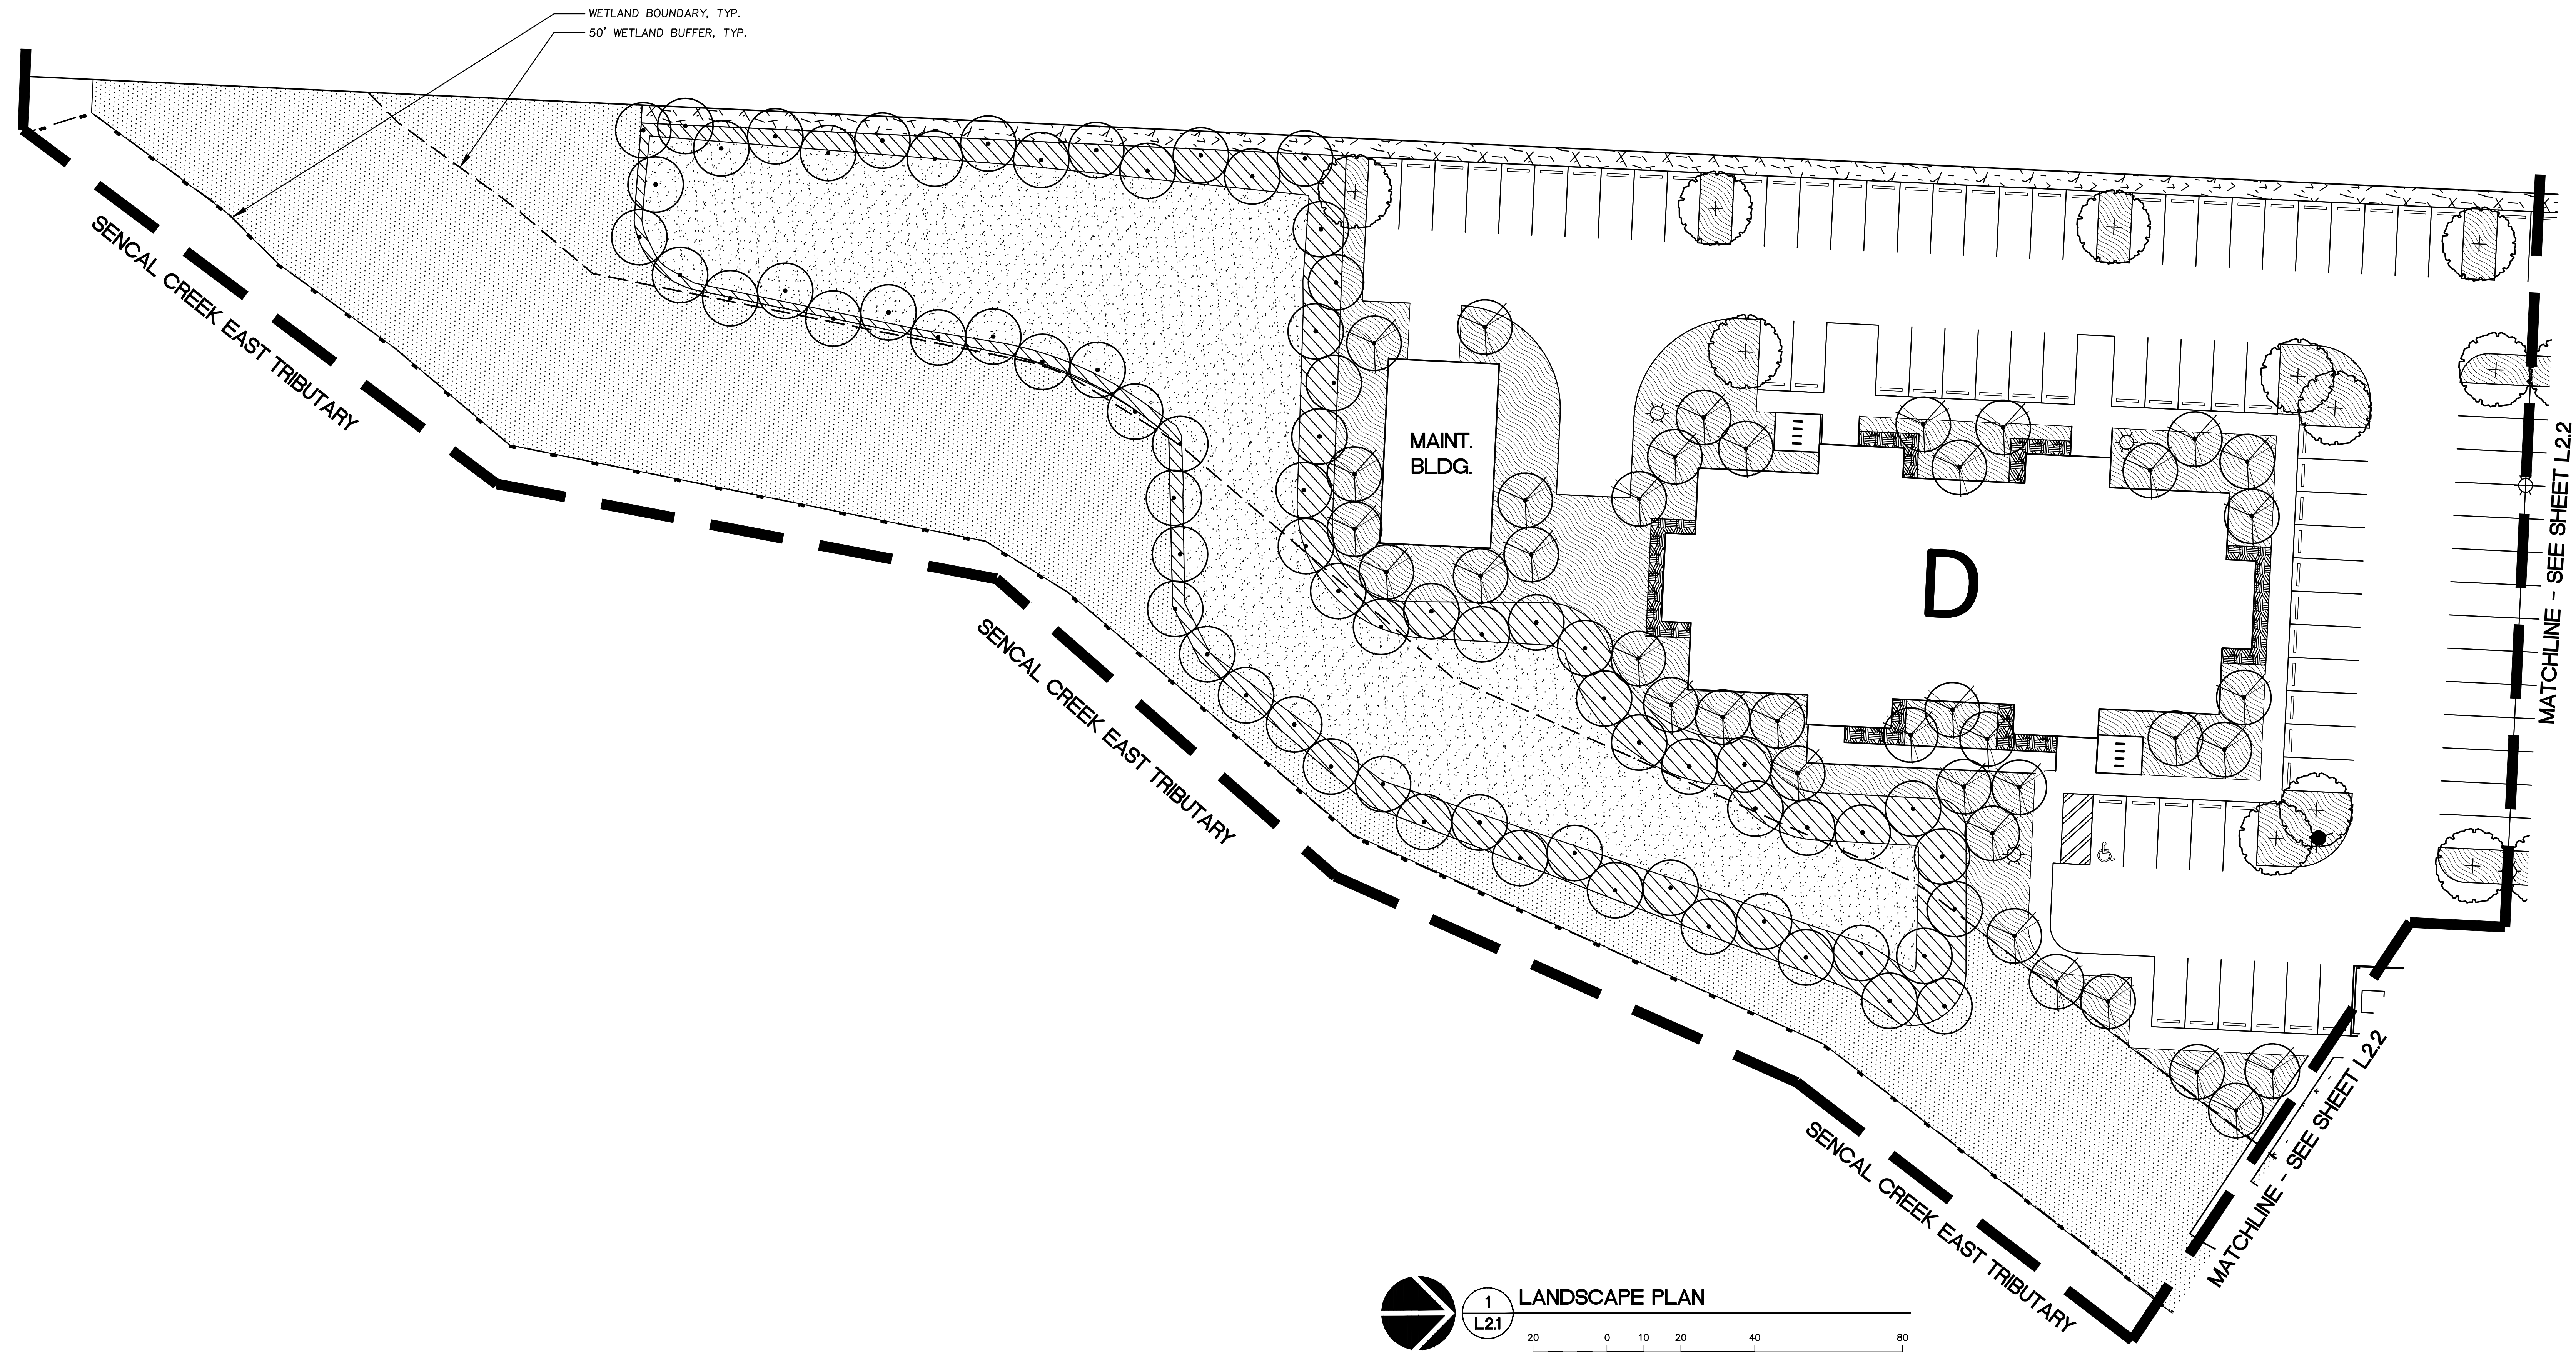 WETLAND BOUNDARY, TYP.
50' WETLAND BUFFER, TYP.
SENCAL CREEK EAST TRIBUTARY
MAINT.
BLDG.
D
MATCHLINE - SEE SHEET L2.2
SENCAL CREEK EAST TRIBUTARY
MATCHLINE - SEE SHEET L2.2
SENCAL CREEK EAST TRIBUTARY
1
L2.1
LANDSCAPE PLAN
20 0 10 20 40 80